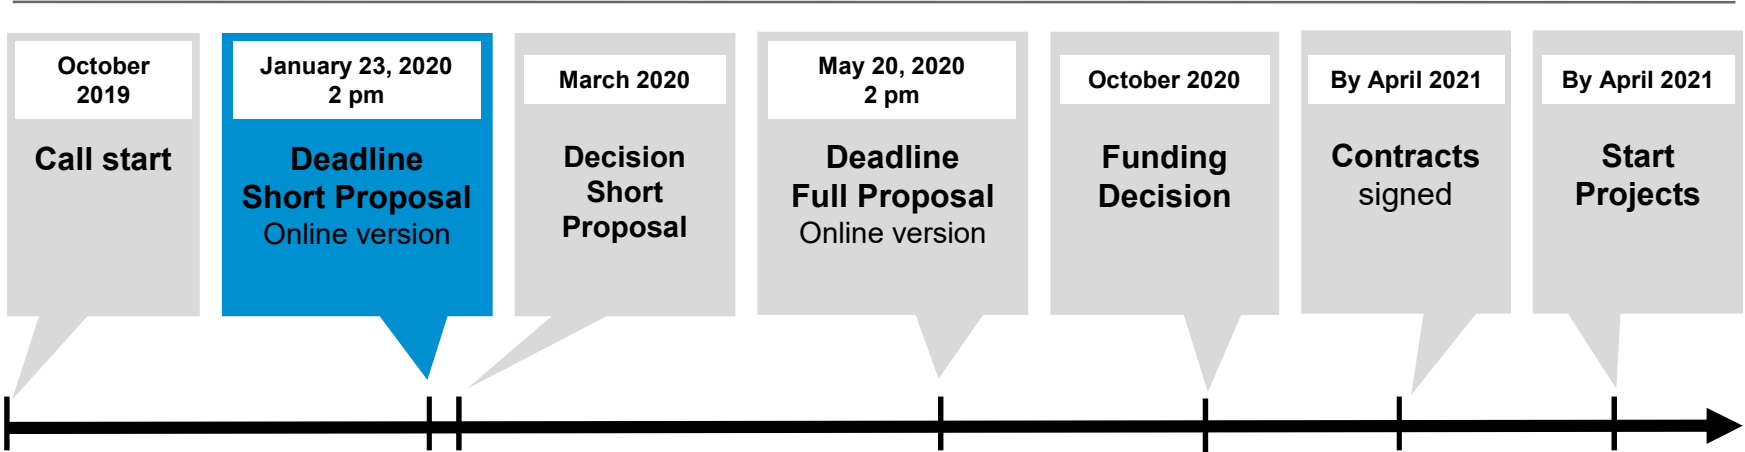 October
2019
Call start
January 23, 2020
2 pm
Deadline
Short Proposal
Online version
March 2020
Decision
Short
Proposal
May 20, 2020
2 pm
Deadline
Full Proposal
Online version
October 2020
Funding
Decision
By April 2021
Contracts
signed
By April 2021
Start
Projects